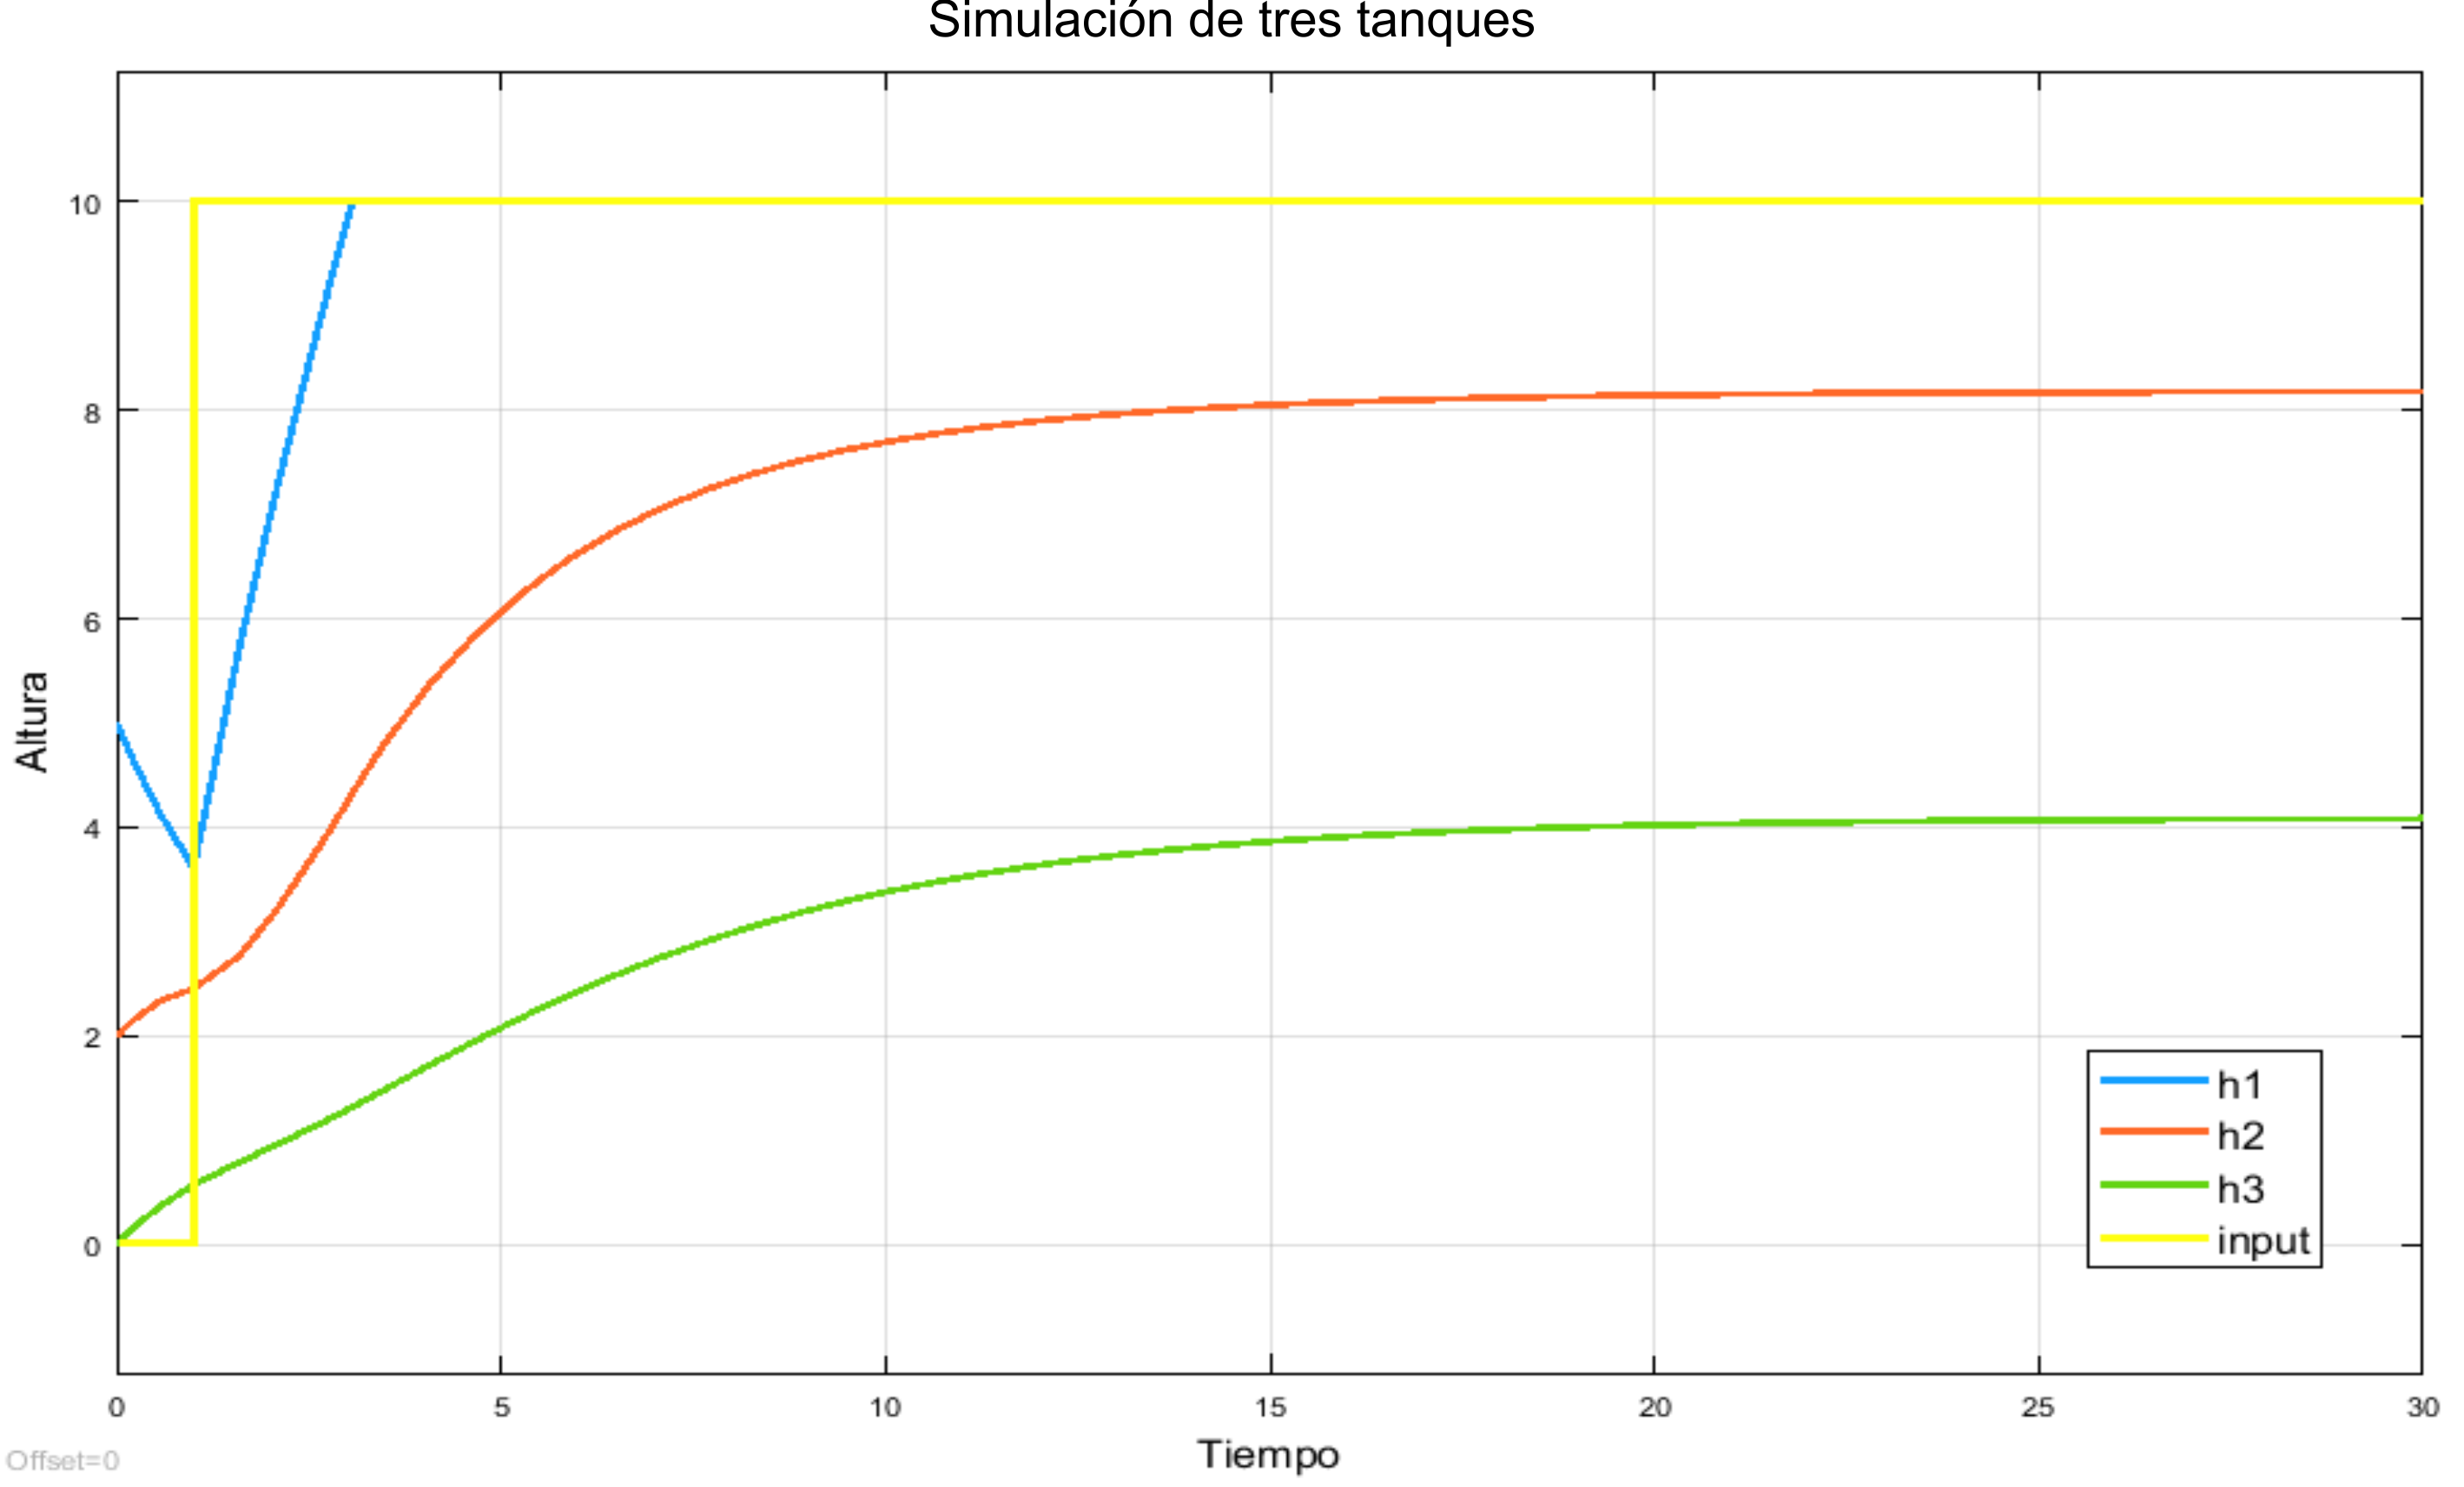 Simulación de tres tanques
10
8
6
4
2
0
Altura
h1
h2
h3
input
0 5 10 15 20 25 30
Tiempo
Offset=0